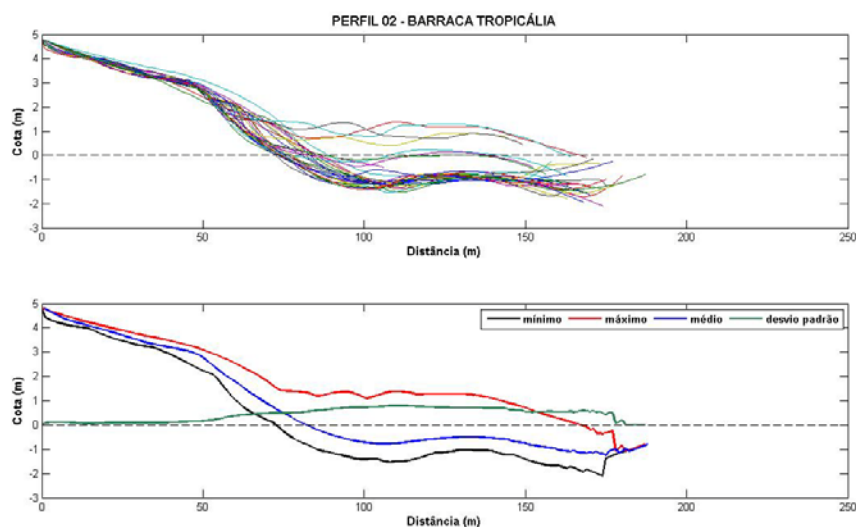 PERFIL 02 - BARRACA TROPICÁLIA
5
4
3
2
1
0
-1
-2
-3
Cota (m)
0 50 100 150 200 250
Distância (m)
mínimo máximo médio desvio padrão
5
4
3
2
1
0
-1
-2
-3
Cota (m)
0 50 100 150 200 250
Distância (m)